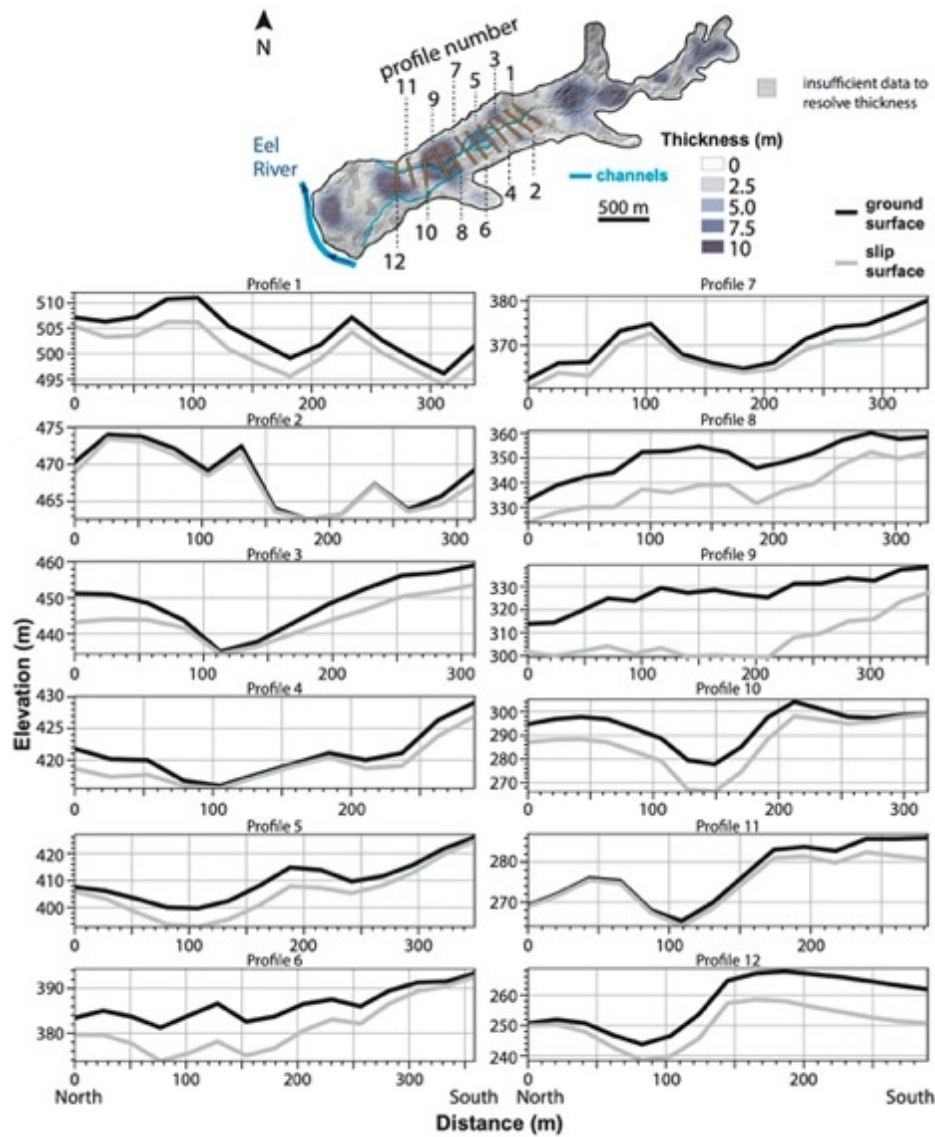 N
profile number
11
9
7
5
3
1
12
10
8
6
4
2
Eel
River
channels
500 m
insufficient data to
resolve thickness
Thickness (m)
0
2.5
5.0
7.5
10
ground
surface
slip
surface
Elevation (m)
Profile 1
510
505
500
495
0 100 200 300
Profile 2
475
470
465
0 100 200 300
Profile 3
460
450
440
0 100 200 300
Profile 4
430
425
420
0 100 200
Profile 5
420
410
400
0 100 200 300
Profile 6
390
380
0 100 200 300
North South
Profile 7
380
370
0 100 200 300
Profile 8
360
350
340
330
0 100 200 300
Profile 9
330
320
310
300
0 100 200 300
Profile 10
300
290
280
270
0 100 200 300
Profile 11
280
270
0 100 200
Profile 12
260
250
240
0 100 200
North South
Distance (m)